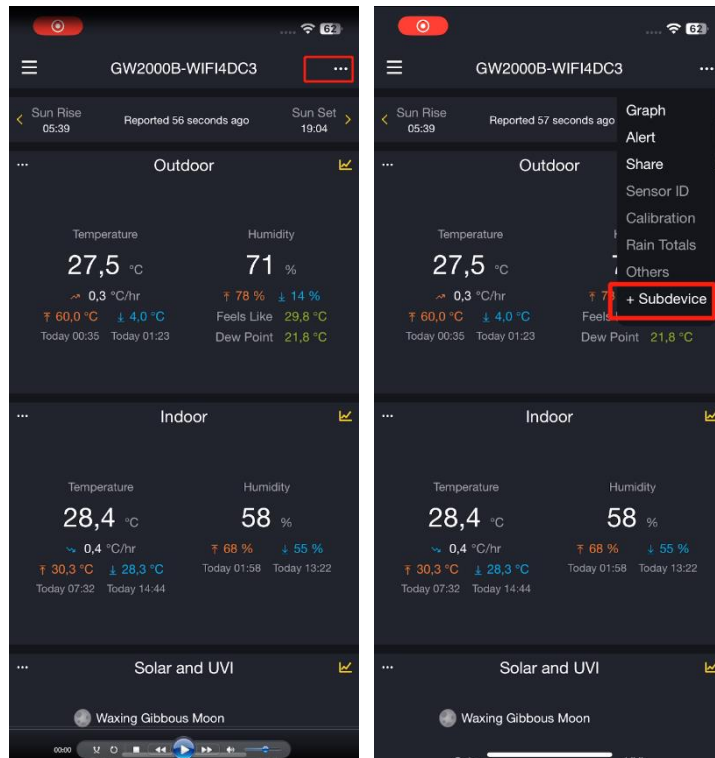 62
GW2000B-WIFI4DC3
Sun Rise
05:39
Reported 56 seconds ago
Sun Set
19:04
Outdoor
Temperature
Humidity
27,5 °C
71 %
0,3 °C/hr
78 % 14 %
60,0 °C 4,0 °C
Feels Like 29,8 °C
Today 00:35 Today 01:23
Dew Point 21,8 °C
Indoor
Temperature
Humidity
28,4 °C
58 %
0,4 °C/hr
68 % 55 %
30,3 °C 28,3 °C
Today 01:58 Today 13:22
Today 07:32 Today 14:44
Solar and UVI
Waxing Gibbous Moon
00:00
62
GW2000B-WIFI4DC3
Sun Rise
05:39
Reported 57 seconds ago
Graph
Alert
Share
Sensor ID
Calibration
Rain Totals
Others
+ Subdevice
Outdoor
Temperature
27,5 °C
0,3 °C/hr
60,0 °C 4,0 °C
Feels
Today 00:35 Today 01:23
Dew Point 21,8 °C
Indoor
Temperature
Humidity
28,4 °C
58 %
0,4 °C/hr
68 % 55 %
30,3 °C 28,3 °C
Today 01:58 Today 13:22
Today 07:32 Today 14:44
Solar and UVI
Waxing Gibbous Moon